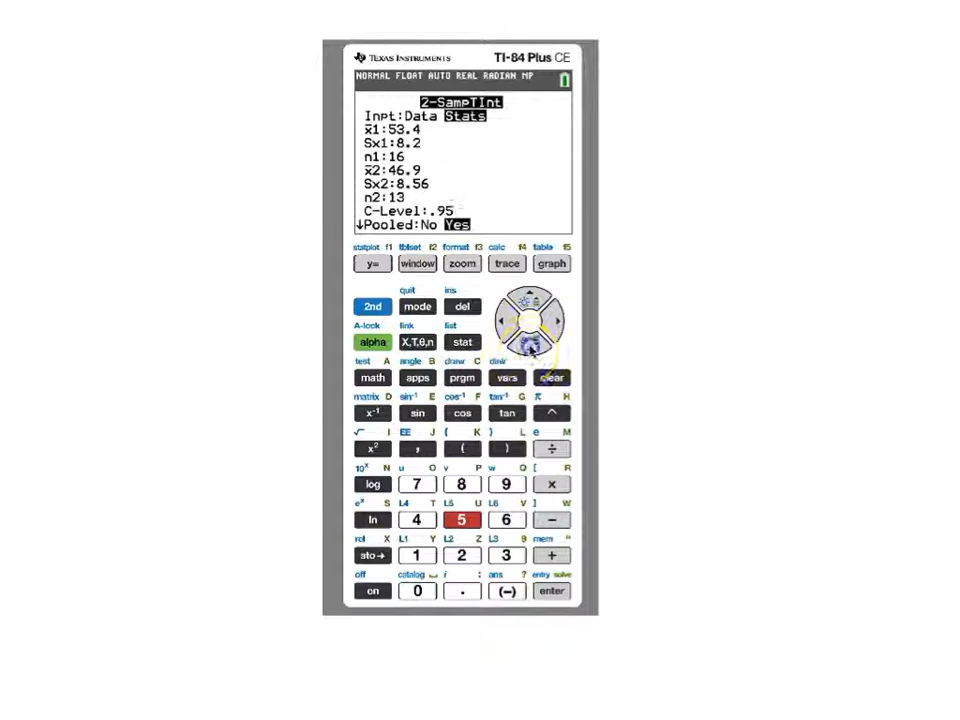 TEXAS INSTRUMENTS TI-84 Plus CE
NORMAL FLOAT AUTO REAL RADIAN MP
2-SampTInt
Inpt:Data Stats
x̄1:53.4
Sx1:8.2
n1:16
x̄2:46.9
Sx2:8.56
n2:13
C-Level:.95
↓Pooled:No Yes
statplot f1 tblset f2 format f3 calc f4 table f5
y= window zoom trace graph
quit ins
2nd mode del
A-lock link list
alpha X,T,θ,n stat
test A angle B draw C distr
math apps prgm vars clear
matrix D sin⁻¹ E cos⁻¹ F tan⁻¹ G π H
x⁻¹ sin cos tan ^
√ I EE J { K } L e M
x² , ( ) ÷
10ˣ N u O v P w Q [ R
log 7 8 9 ×
eˣ S L4 T L5 U L6 V ] W
ln 4 5 6 −
rcl X L1 Y L2 Z L3 θ mem "
sto→ 1 2 3 +
off catalog ␣ i : ans ? entry solve
on 0 . (−) enter